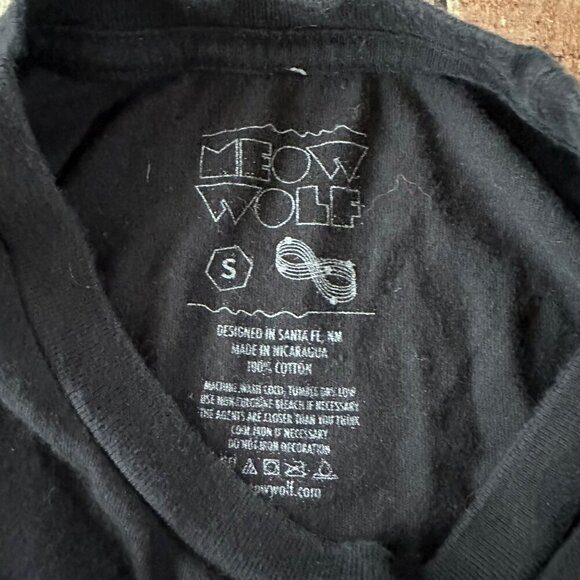 MEOW
WOLF
S
DESIGNED IN SANTA FE, NM
MADE IN NICARAGUA
100% COTTON
MACHINE WASH COLD, TUMBLE DRY LOW
USE NON-CHLORINE BLEACH IF NECESSARY
THE AGENTS ARE CLOSER THAN YOU THINK
COOL IRON IF NECESSARY
DO NOT IRON DECORATION
owwolf.com